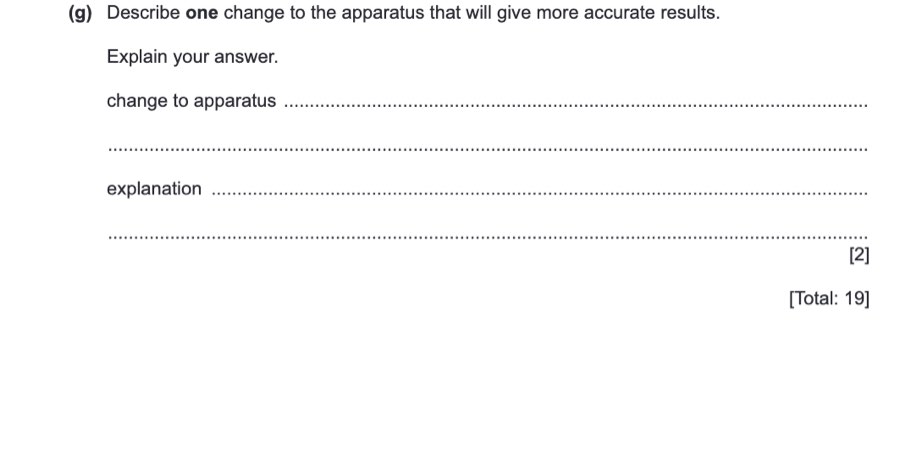 (g) Describe one change to the apparatus that will give more accurate results.
Explain your answer.
change to apparatus ....................................................................................................................
.......................................................................................................................................................
explanation ...................................................................................................................................
.......................................................................................................................................................
[2]
[Total: 19]